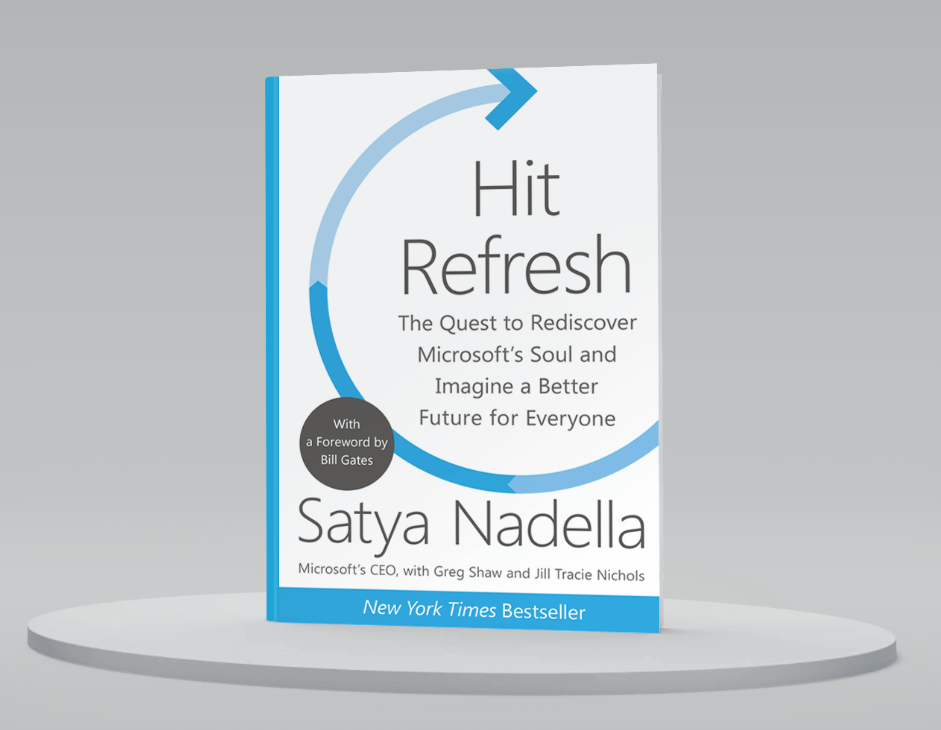 Hit
Refresh
The Quest to Rediscover
Microsoft's Soul and
Imagine a Better
Future for Everyone
With
a Foreword by
Bill Gates
Satya Nadella
Microsoft's CEO, with Greg Shaw and Jill Tracie Nichols
New York Times Bestseller